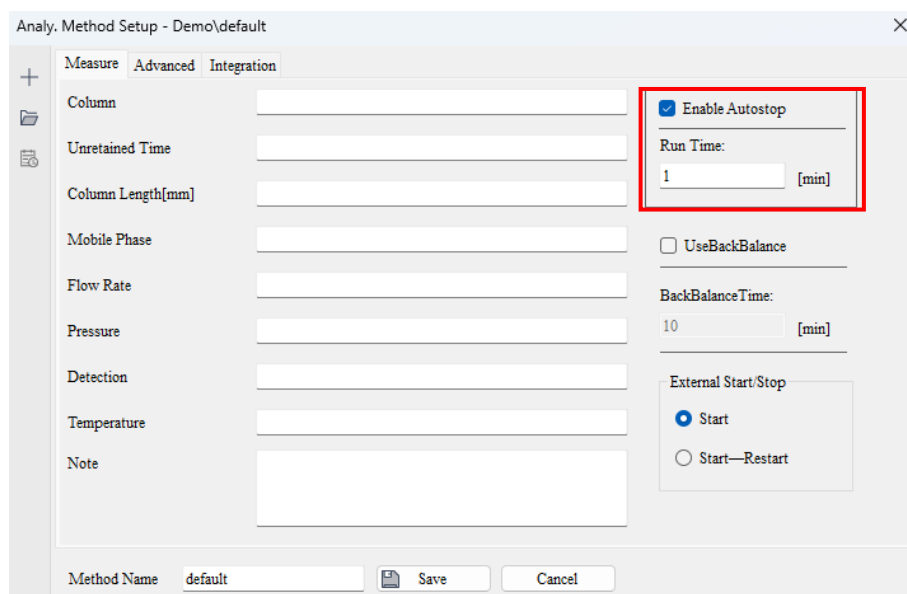 Analy. Method Setup - Demo\default
Measure Advanced Integration
Column
Unretained Time
Column Length[mm]
Mobile Phase
Flow Rate
Pressure
Detection
Temperature
Note
Enable Autostop
Run Time:
1 [min]
UseBackBalance
BackBalanceTime:
10 [min]
External Start/Stop
Start
Start—Restart
Method Name default Save Cancel